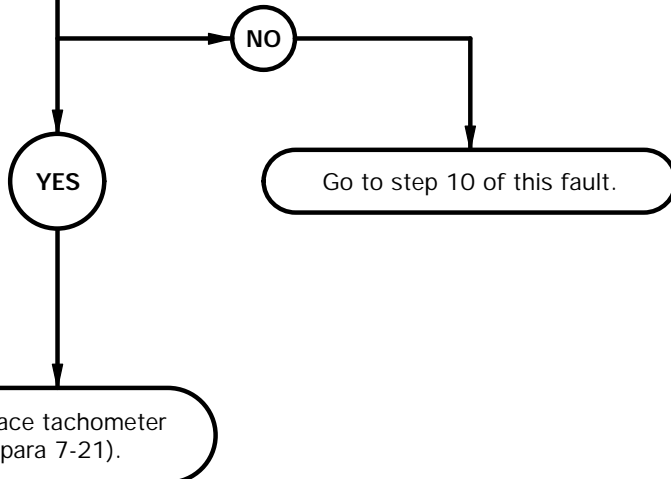 NO
YES
Go to step 10 of this fault.
ace tachometer
para 7-21).